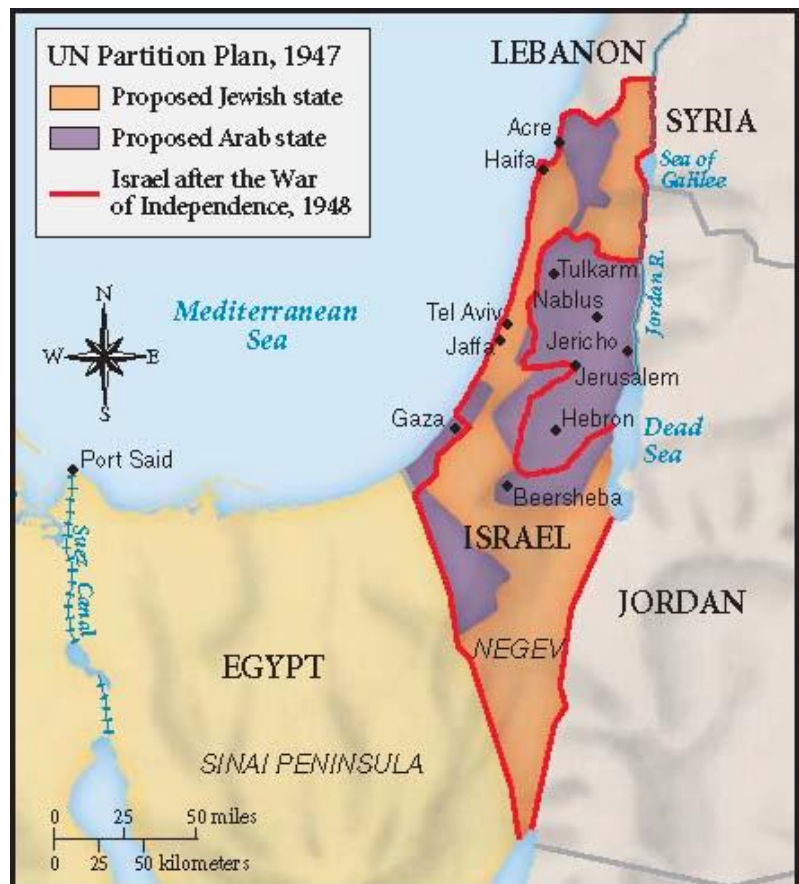 UN Partition Plan, 1947
Proposed Jewish state
Proposed Arab state
Israel after the War
of Independence, 1948
LEBANON
SYRIA
Acre
Haifa
Sea of
Galilee
Tulkarm
Nablus
Jordan R.
N
W
E
S
Mediterranean
Sea
Tel Aviv
Jaffa
Jericho
Jerusalem
Gaza
Hebron
Dead
Sea
Port Said
Beersheba
ISRAEL
Suez Canal
JORDAN
NEGEV
EGYPT
SINAI PENINSULA
0 25 50 miles
0 25 50 kilometers